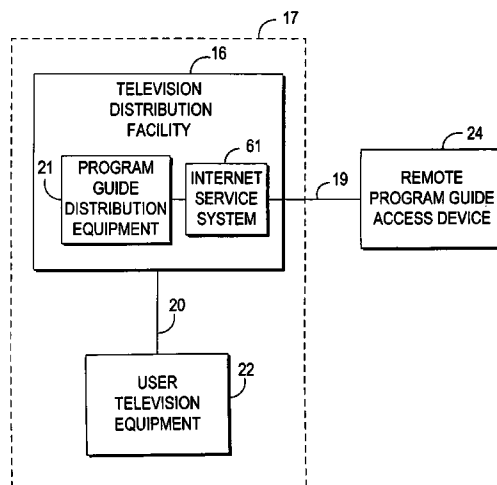 17
16
TELEVISION
DISTRIBUTION
FACILITY
61
24
21
PROGRAM
GUIDE
DISTRIBUTION
EQUIPMENT
INTERNET
SERVICE
SYSTEM
19
REMOTE
PROGRAM GUIDE
ACCESS DEVICE
20
22
USER
TELEVISION
EQUIPMENT